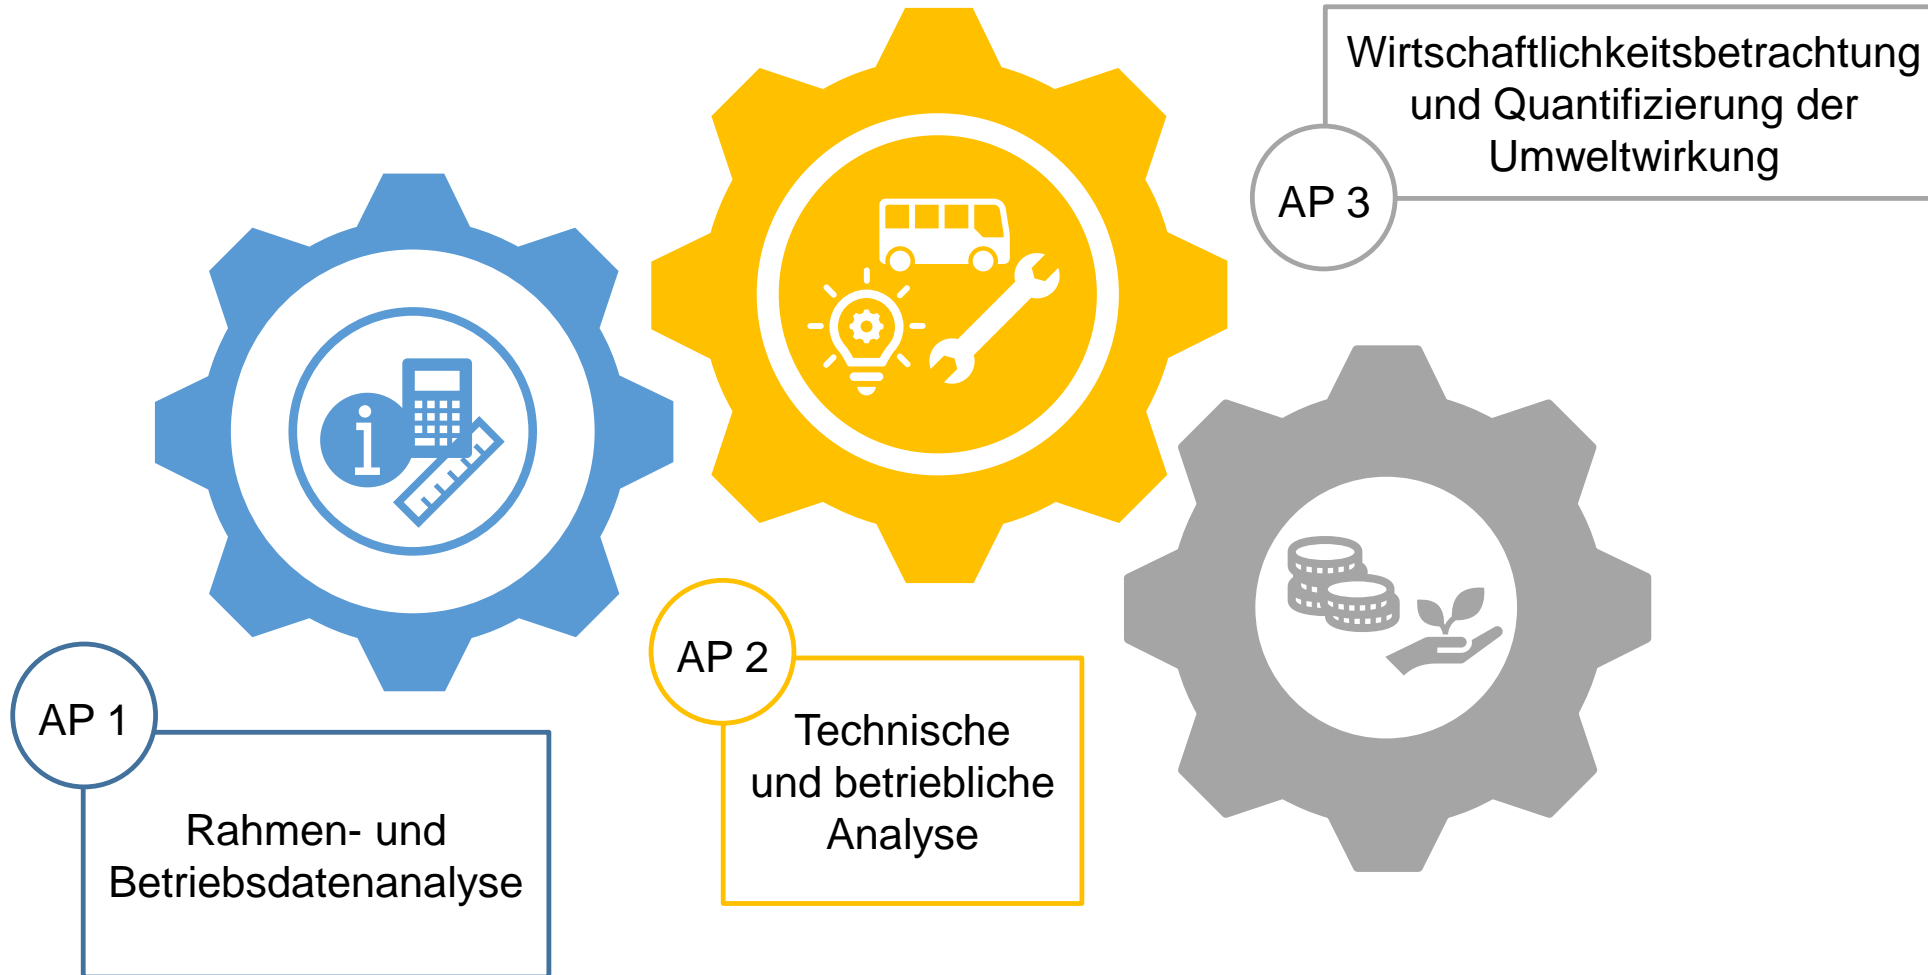 AP 1
Rahmen- und
Betriebsdatenanalyse
AP 2
Technische
und betriebliche
Analyse
AP 3
Wirtschaftlichkeitsbetrachtung
und Quantifizierung der
Umweltwirkung
i